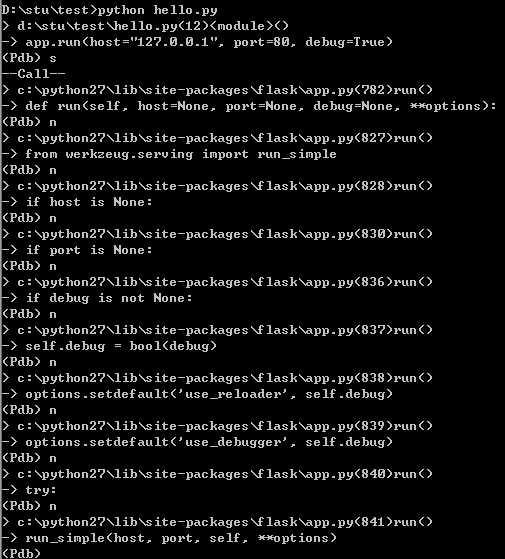 D:\stu\test>python hello.py
> d:\stu\test\hello.py(12)<module>()
-> app.run(host="127.0.0.1", port=80, debug=True)
(Pdb) s
--Call--
> c:\python27\lib\site-packages\flask\app.py(782)run()
-> def run(self, host=None, port=None, debug=None, **options):
(Pdb) n
> c:\python27\lib\site-packages\flask\app.py(827)run()
-> from werkzeug.serving import run_simple
(Pdb) n
> c:\python27\lib\site-packages\flask\app.py(828)run()
-> if host is None:
(Pdb) n
> c:\python27\lib\site-packages\flask\app.py(830)run()
-> if port is None:
(Pdb) n
> c:\python27\lib\site-packages\flask\app.py(836)run()
-> if debug is not None:
(Pdb) n
> c:\python27\lib\site-packages\flask\app.py(837)run()
-> self.debug = bool(debug)
(Pdb) n
> c:\python27\lib\site-packages\flask\app.py(838)run()
-> options.setdefault('use_reloader', self.debug)
(Pdb) n
> c:\python27\lib\site-packages\flask\app.py(839)run()
-> options.setdefault('use_debugger', self.debug)
(Pdb) n
> c:\python27\lib\site-packages\flask\app.py(840)run()
-> try:
(Pdb) n
> c:\python27\lib\site-packages\flask\app.py(841)run()
-> run_simple(host, port, self, **options)
(Pdb)